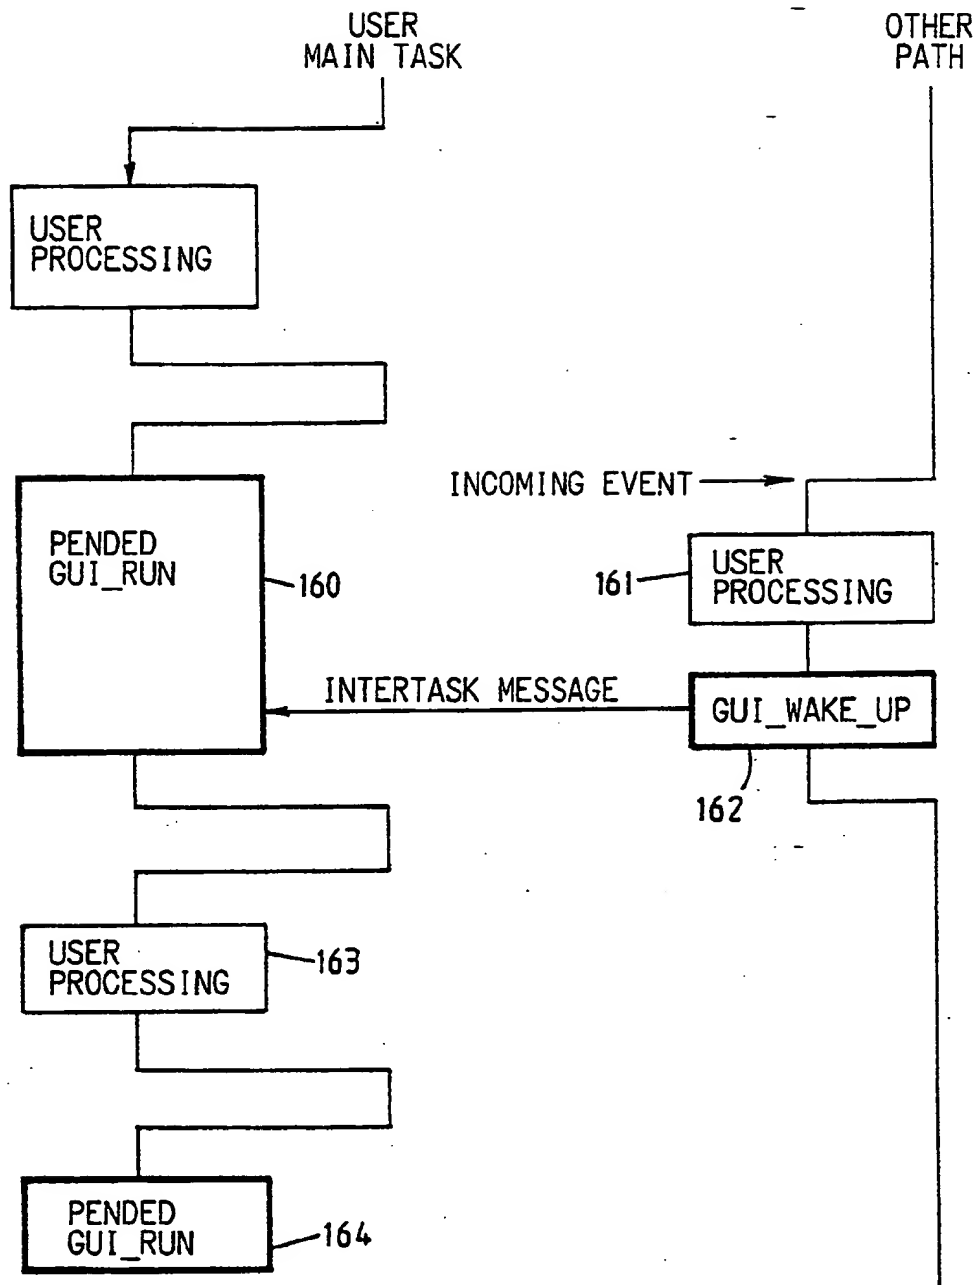 USER
MAIN TASK
OTHER
PATH
USER
PROCESSING
INCOMING EVENT
PENDED
GUI_RUN
160
161
USER
PROCESSING
INTERTASK MESSAGE
GUI_WAKE_UP
162
USER
PROCESSING
163
PENDED
GUI_RUN
164